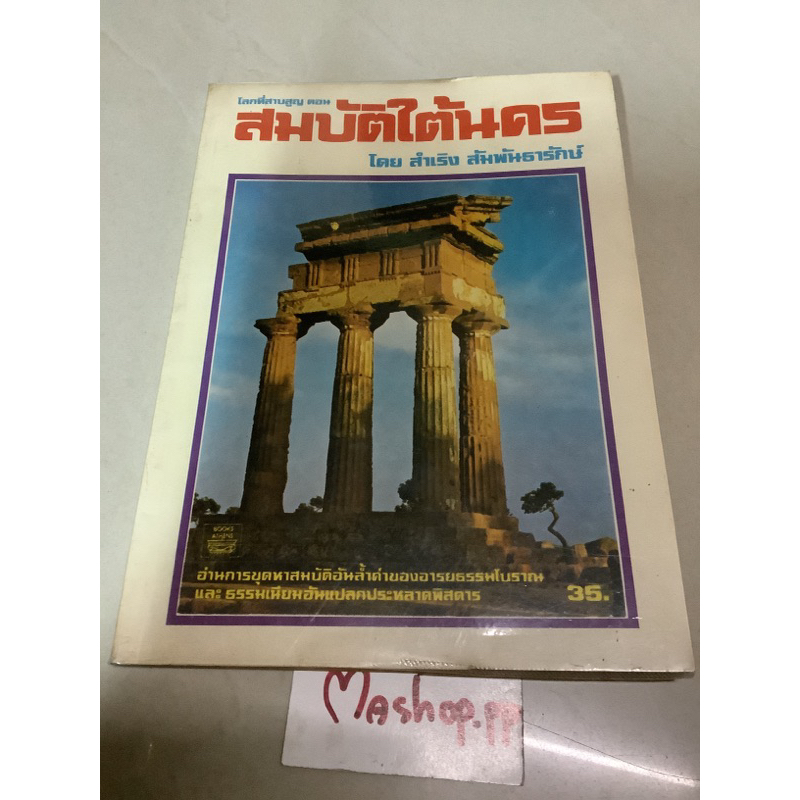 โลกที่สาบสูญ ตอน
สมบัติใต้นคร
โดย สำเริง สัมพันธารักษ์
BOOKS
ATHENS
อ่านการขุดหาสมบัติอันล้ำค่าของอารยธรรมโบราณ
และ ธรรมเนียมอันแปลกประหลาดพิสดาร
35.
Mashop.PP